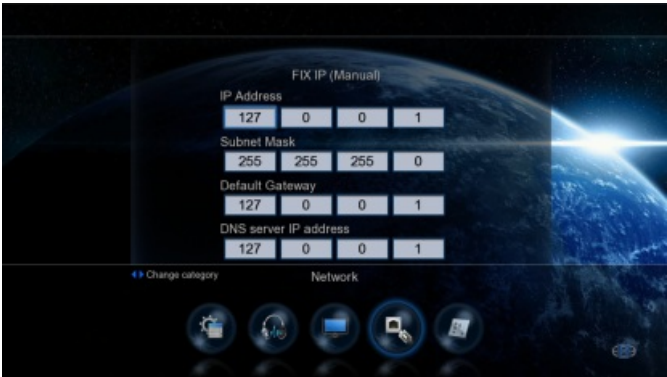 FIX IP (Manual)
IP Address
127 0 0 1
Subnet Mask
255 255 255 0
Default Gateway
127 0 0 1
DNS server IP address
127 0 0 1
Change category
Network